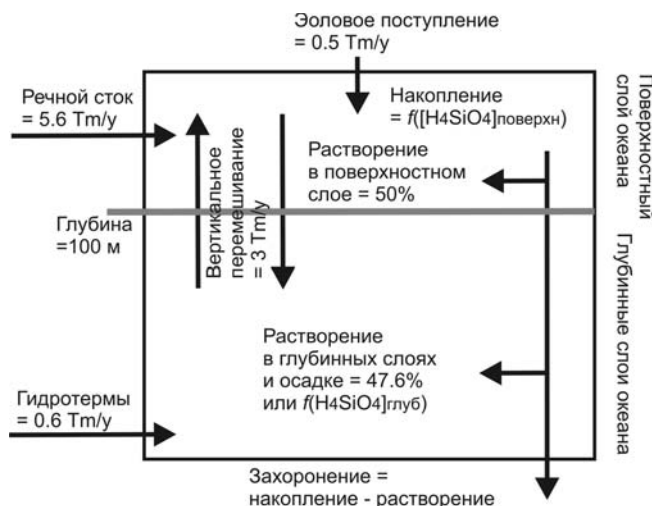 Эоловое поступление
= 0.5 Tm/y
Речной сток
= 5.6 Tm/y
Накопление
= f([H4SiO4]поверхн)
Растворение
в поверхностном
слое = 50%
Вертикальное
перемешивание
= 3 Tm/y
Поверхностный
слой океана
Глубина
=100 м
Глубинные слои океана
Растворение
в глубинных слоях
и осадке = 47.6%
или f(H4SiO4]глуб)
Гидротермы
= 0.6 Tm/y
Захоронение =
накопление - растворение